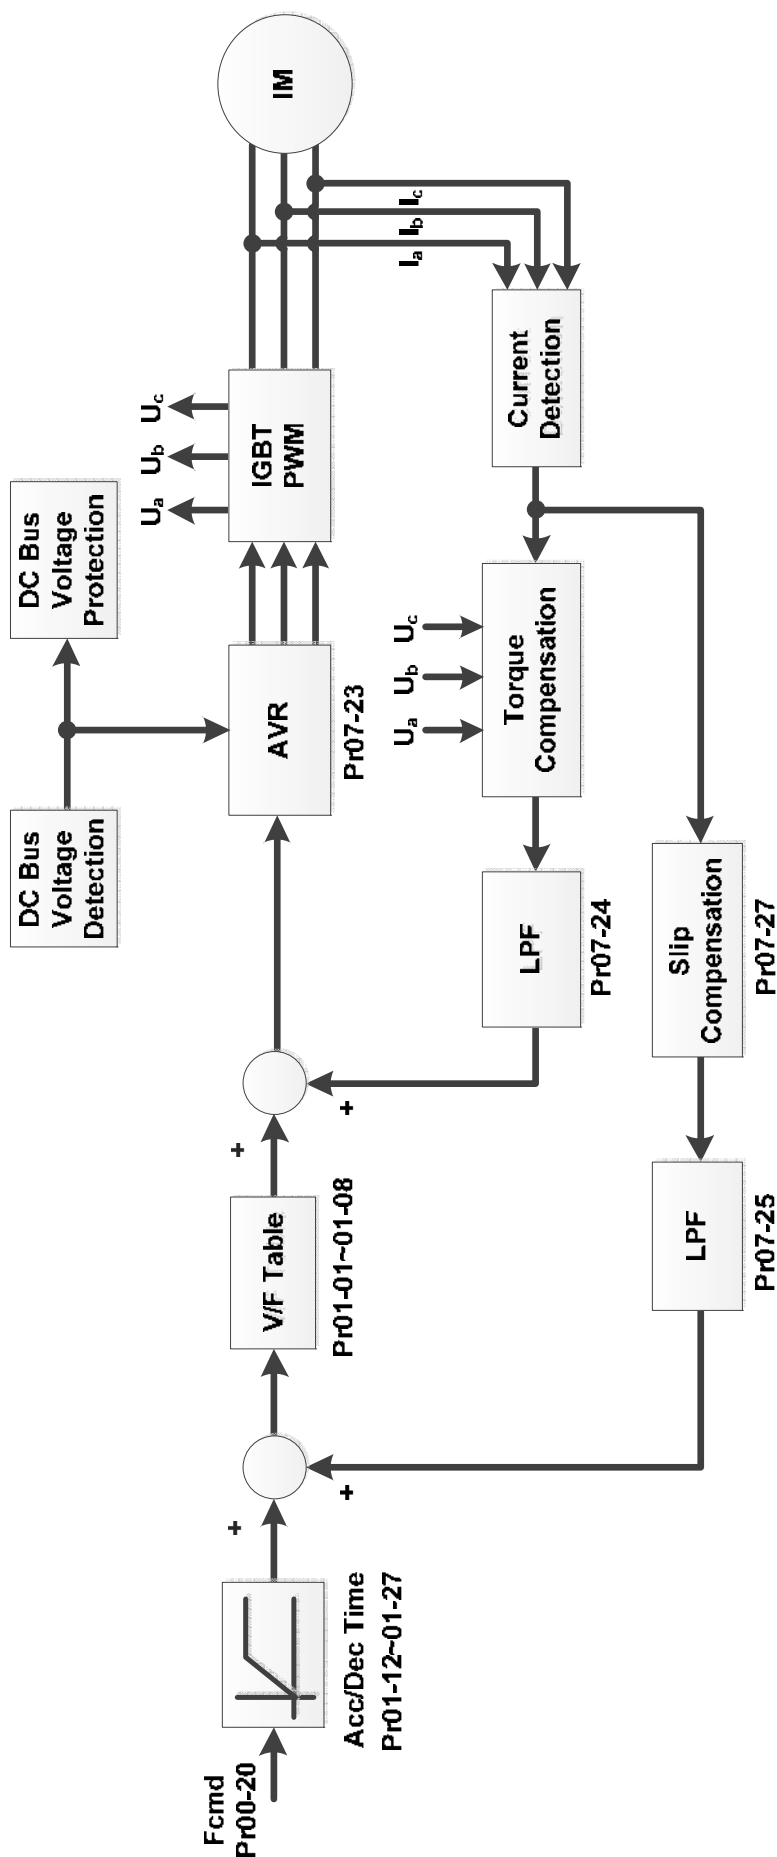 Fcmd
Pr00-20
Acc/Dec Time
Pr01-12~01-27
+
+
V/F Table
Pr01-01~01-08
+
+
DC Bus
Voltage
Detection
DC Bus
Voltage
Protection
AVR
Pr07-23
IGBT
PWM
Ua
Ub
Uc
IM
Ia
Ib
Ic
Current
Detection
Ua
Ub
Uc
Torque
Compensation
LPF
Pr07-24
Slip
Compensation
Pr07-27
LPF
Pr07-25